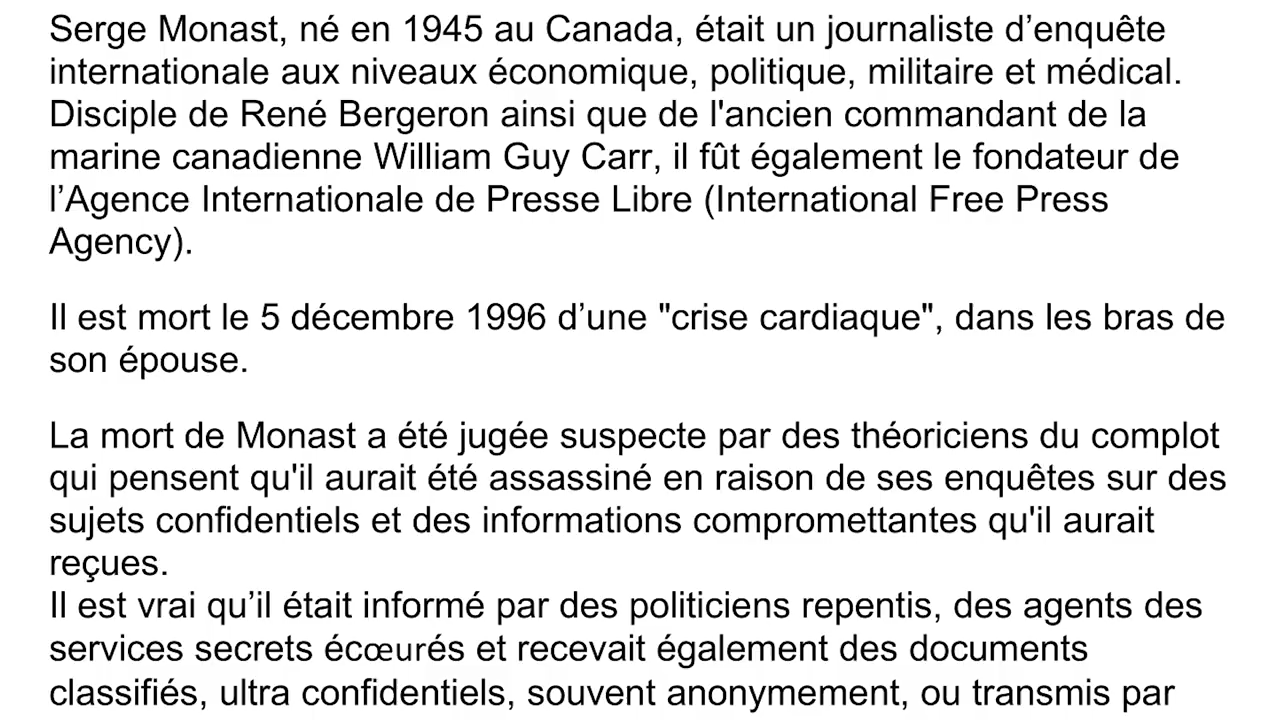 Serge Monast, né en 1945 au Canada, était un journaliste d’enquête
internationale aux niveaux économique, politique, militaire et médical.
Disciple de René Bergeron ainsi que de l'ancien commandant de la
marine canadienne William Guy Carr, il fût également le fondateur de
l’Agence Internationale de Presse Libre (International Free Press
Agency).
Il est mort le 5 décembre 1996 d’une "crise cardiaque", dans les bras de
son épouse.
La mort de Monast a été jugée suspecte par des théoriciens du complot
qui pensent qu'il aurait été assassiné en raison de ses enquêtes sur des
sujets confidentiels et des informations compromettantes qu'il aurait
reçues.
Il est vrai qu’il était informé par des politiciens repentis, des agents des
services secrets écœurés et recevait également des documents
classifiés, ultra confidentiels, souvent anonymement, ou transmis par